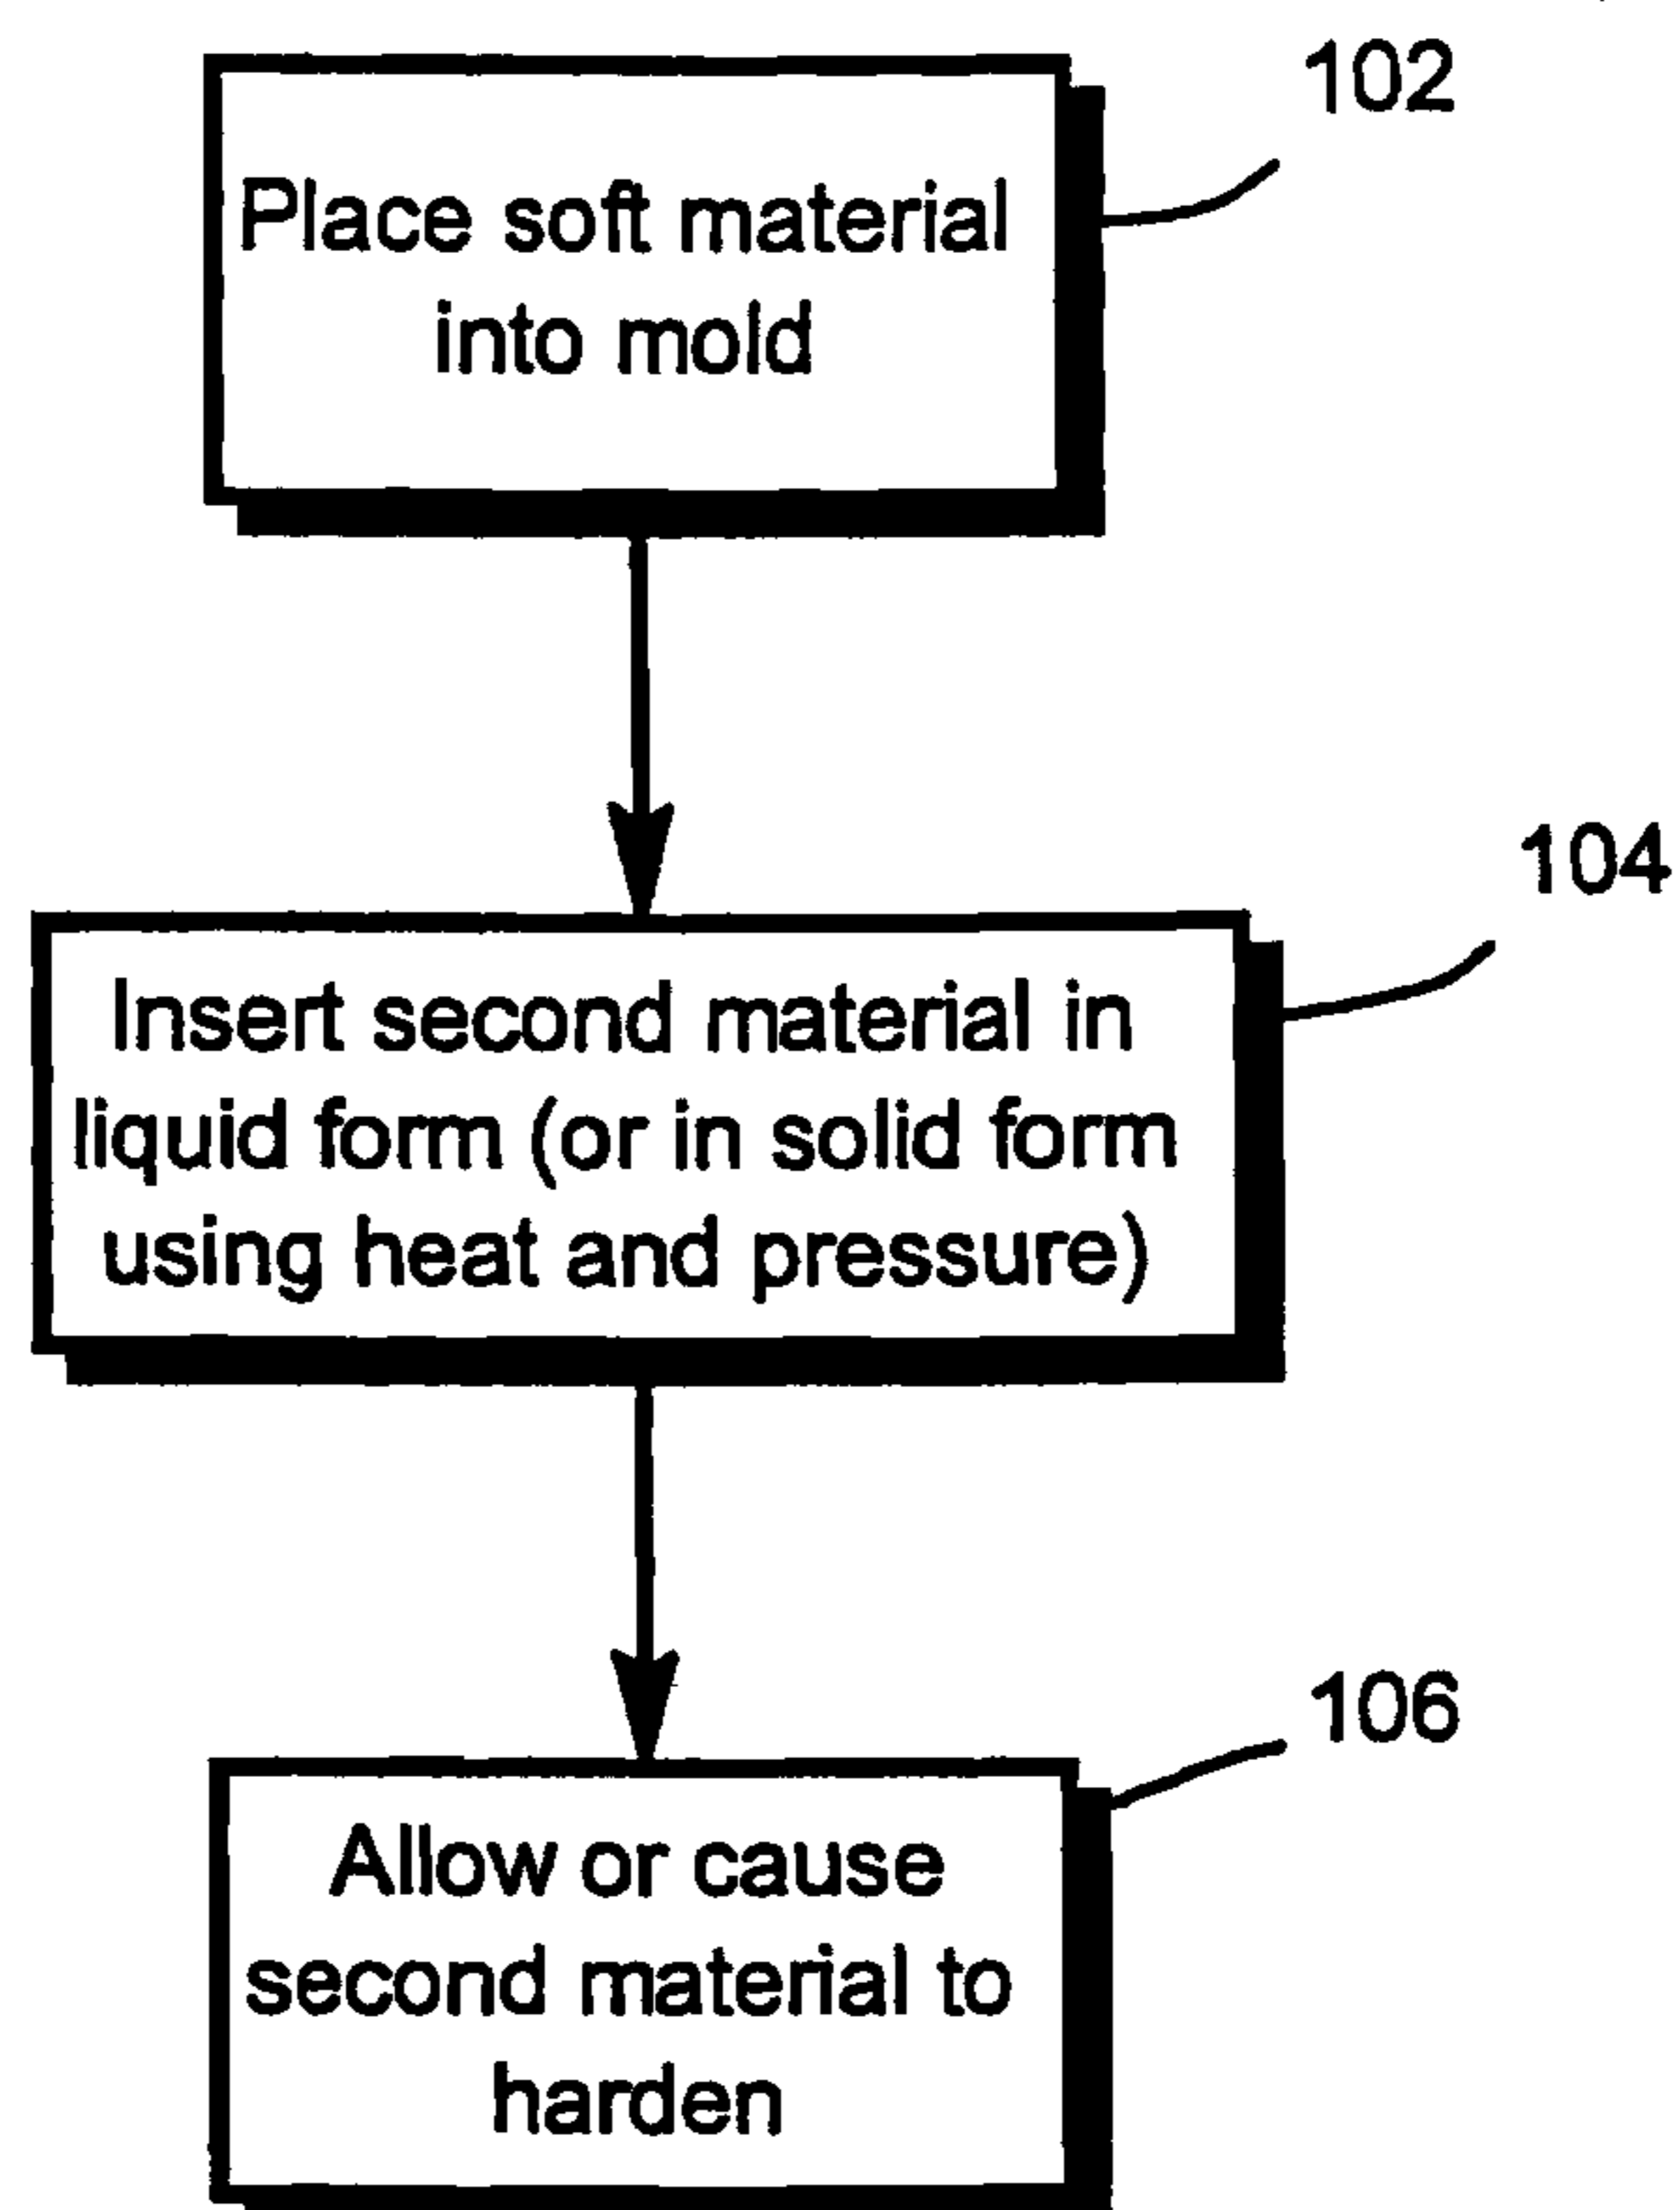 102
Place soft material
into mold
104
Insert second material in
liquid form (or in solid form
using heat and pressure)
106
Allow or cause
second material to
harden